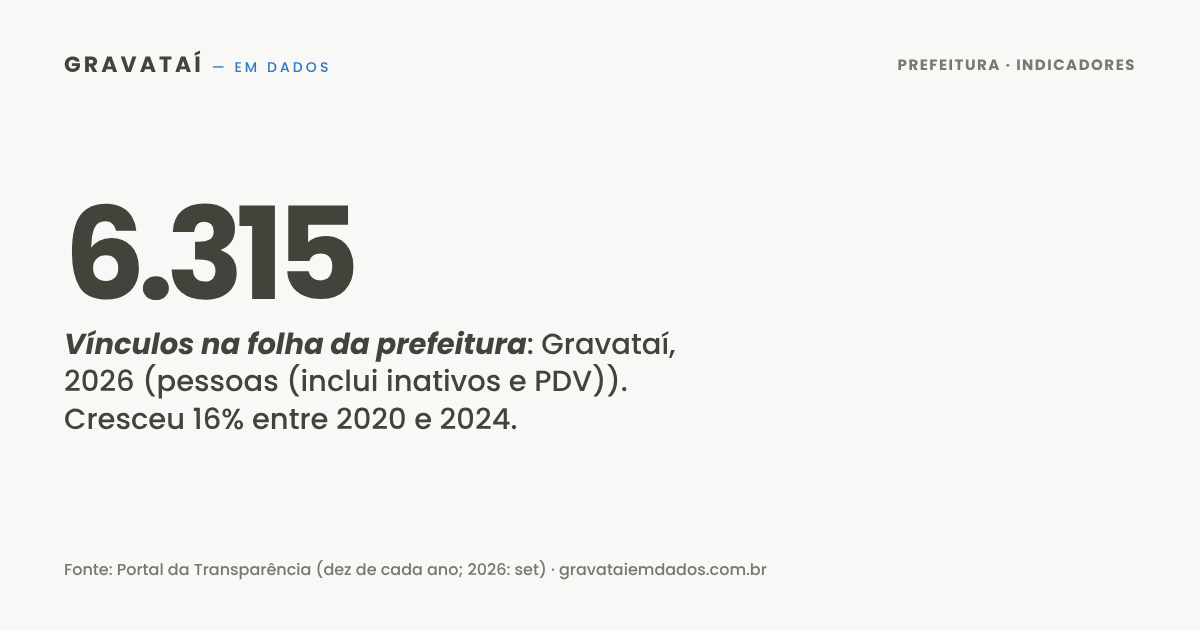 GRAVATAÍ — EM DADOS
PREFEITURA · INDICADORES
6.315
Vínculos na folha da prefeitura: Gravataí,
2026 (pessoas (inclui inativos e PDV)).
Cresceu 16% entre 2020 e 2024.
Fonte: Portal da Transparência (dez de cada ano; 2026: set) · gravataiemdados.com.br